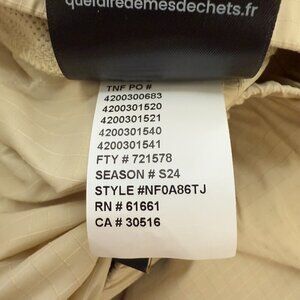 quefairedemesdechets.fr
TNF PO #
4200300683
4200301520
4200301521
4200301540
4200301541
FTY # 721578
SEASON # S24
STYLE #NF0A86TJ
RN # 61661
CA # 30516